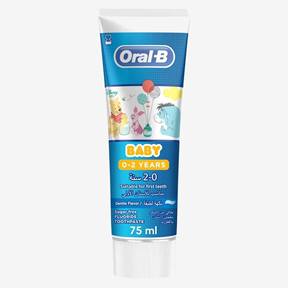 Oral-B
BABY
0-2 YEARS
2-0 سنة
Suitable for first teeth
Gentle Flavor /
Sugar free
FLUORIDE
TOOTHPASTE
75 ml